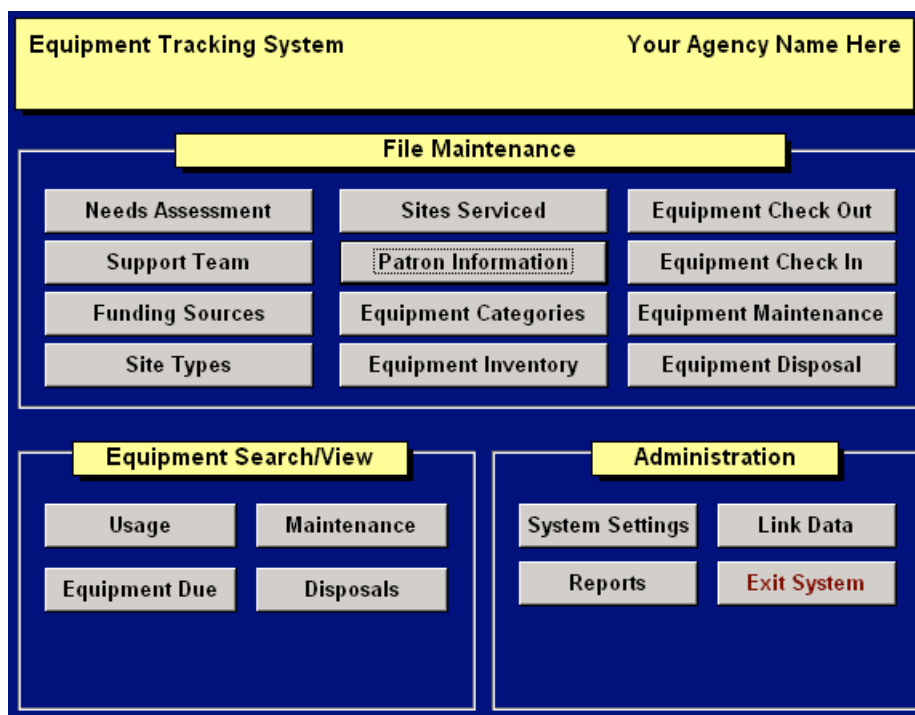 Equipment Tracking System Your Agency Name Here
File Maintenance
Needs Assessment Sites Serviced Equipment Check Out
Support Team Patron Information Equipment Check In
Funding Sources Equipment Categories Equipment Maintenance
Site Types Equipment Inventory Equipment Disposal
Equipment Search/View
Usage Maintenance
Equipment Due Disposals
Administration
System Settings Link Data
Reports Exit System